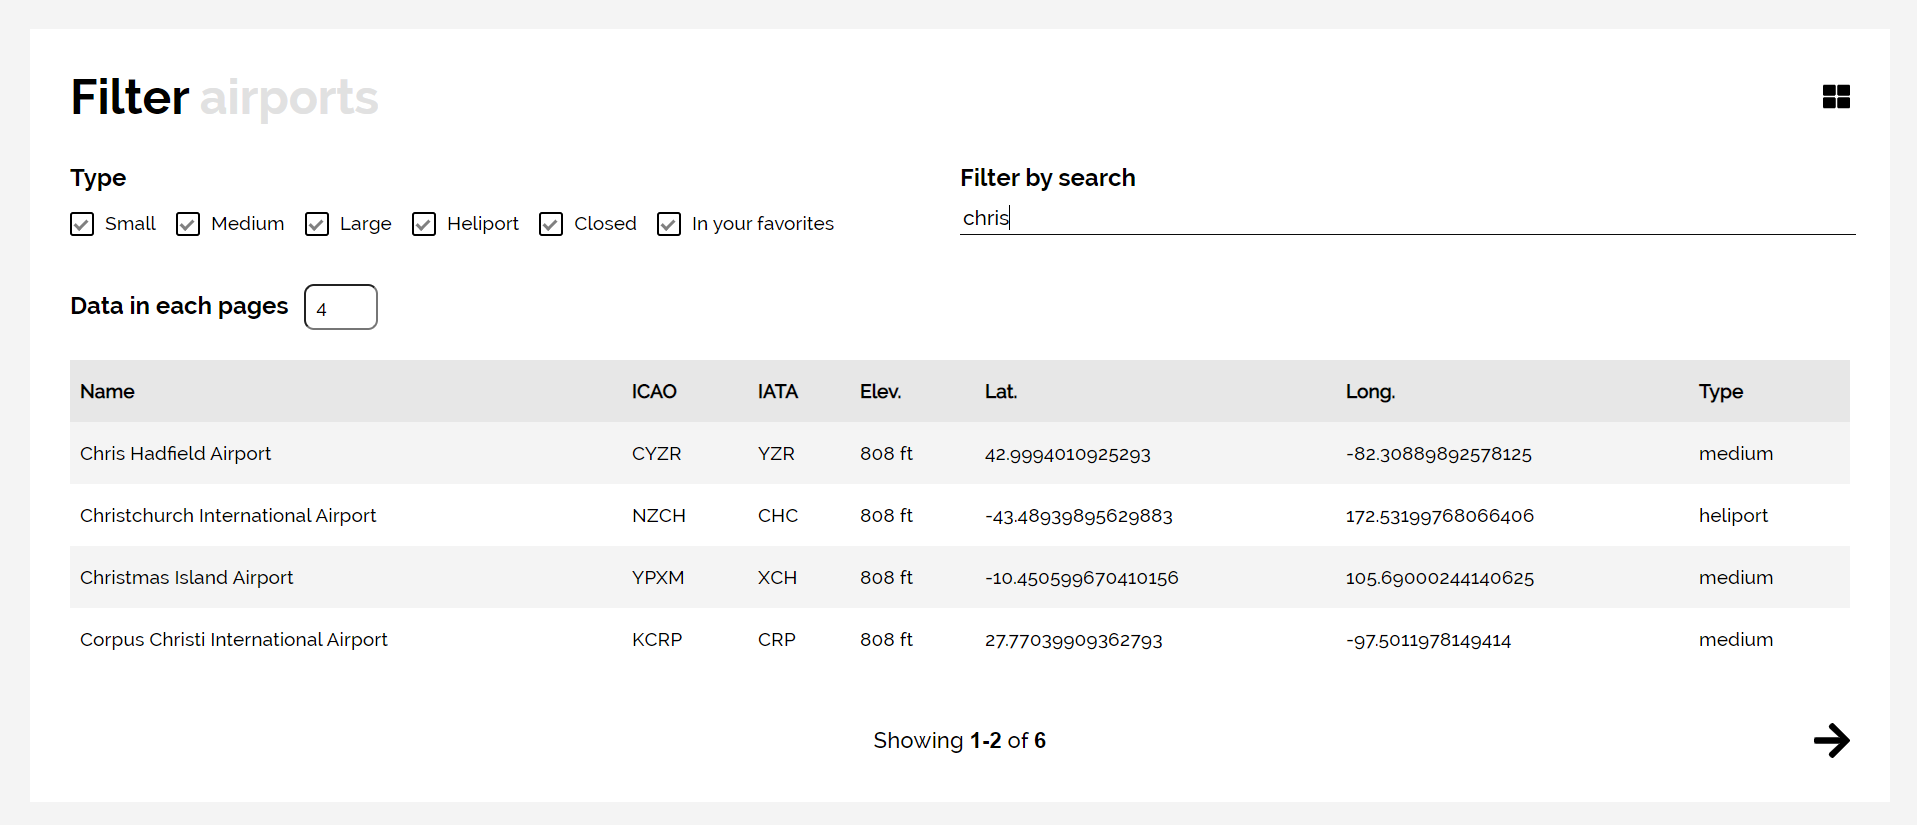 Filter airports
Type
Small Medium Large Heliport Closed In your favorites
Filter by search
chris
Data in each pages 4
Name ICAO IATA Elev. Lat. Long. Type
Chris Hadfield Airport CYZR YZR 808 ft 42.9994010925293 -82.30889892578125 medium
Christchurch International Airport NZCH CHC 808 ft -43.48939895629883 172.53199768066406 heliport
Christmas Island Airport YPXM XCH 808 ft -10.450599670410156 105.69000244140625 medium
Corpus Christi International Airport KCRP CRP 808 ft 27.77039909362793 -97.5011978149414 medium
Showing 1-2 of 6